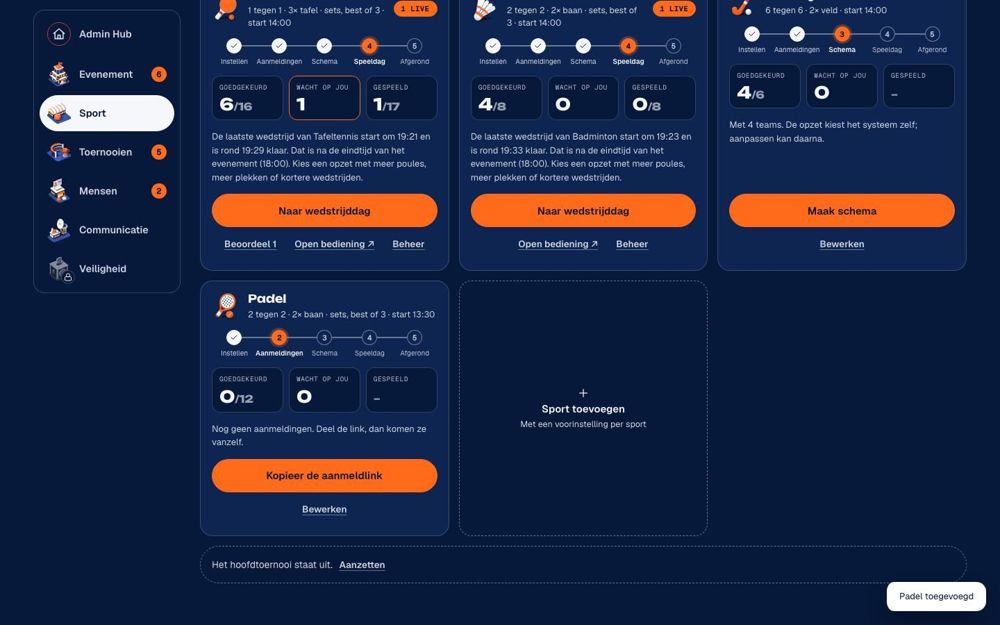 Admin Hub
Evenement 6
Sport
Toernooien 5
Mensen 2
Communicatie
Veiligheid
1 tegen 1 · 3× tafel · sets, best of 3 ·
start 14:00
1 LIVE
4 5
Instellen Aanmeldingen Schema Speeldag Afgerond
GOEDGEKEURD
6/16
WACHT OP JOU
1
GESPEELD
1/17
De laatste wedstrijd van Tafeltennis start om 19:21 en
is rond 19:29 klaar. Dat is na de eindtijd van het
evenement (18:00). Kies een opzet met meer poules,
meer plekken of kortere wedstrijden.
Naar wedstrijddag
Beoordeel 1 Open bediening ↗ Beheer
2 tegen 2 · 2× baan · sets, best of
3 · start 14:00
1 LIVE
4 5
Instellen Aanmeldingen Schema Speeldag Afgerond
GOEDGEKEURD
4/8
WACHT OP JOU
0
GESPEELD
0/8
De laatste wedstrijd van Badminton start om 19:23 en
is rond 19:33 klaar. Dat is na de eindtijd van het
evenement (18:00). Kies een opzet met meer poules,
meer plekken of kortere wedstrijden.
Naar wedstrijddag
Open bediening ↗ Beheer
6 tegen 6 · 2× veld · start 14:00
3 4 5
Instellen Aanmeldingen Schema Speeldag Afgerond
GOEDGEKEURD
4/6
WACHT OP JOU
0
GESPEELD
–
Met 4 teams. De opzet kiest het systeem zelf;
aanpassen kan daarna.
Maak schema
Bewerken
Padel
2 tegen 2 · 2× baan · sets, best of 3 · start 13:30
2 3 4 5
Instellen Aanmeldingen Schema Speeldag Afgerond
GOEDGEKEURD
0/12
WACHT OP JOU
0
GESPEELD
–
Nog geen aanmeldingen. Deel de link, dan komen ze
vanzelf.
Kopieer de aanmeldlink
Bewerken
+
Sport toevoegen
Met een voorinstelling per sport
Het hoofdtoernooi staat uit. Aanzetten
Padel toegevoegd